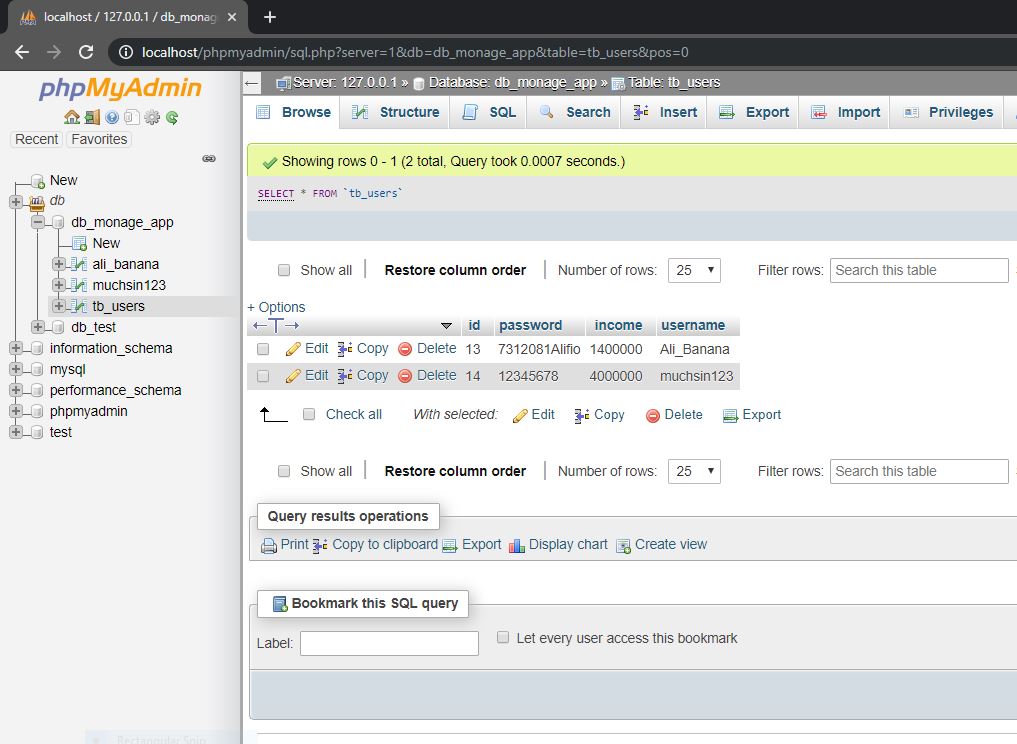 localhost / 127.0.0.1 / db_monag
localhost/phpmyadmin/sql.php?server=1&db=db_monage_app&table=tb_users&pos=0
phpMyAdmin
Recent Favorites
New
db
db_monage_app
New
ali_banana
muchsin123
tb_users
db_test
information_schema
mysql
performance_schema
phpmyadmin
test
Server: 127.0.0.1 » Database: db_monage_app » Table: tb_users
Browse Structure SQL Search Insert Export Import Privileges
Showing rows 0 - 1 (2 total, Query took 0.0007 seconds.)
SELECT * FROM `tb_users`
Show all Restore column order Number of rows: 25 Filter rows: Search this table
+ Options
←T→ id password income username
Edit Copy Delete 13 7312081Alifio 1400000 Ali_Banana
Edit Copy Delete 14 12345678 4000000 muchsin123
Check all With selected: Edit Copy Delete Export
Show all Restore column order Number of rows: 25 Filter rows: Search this table
Query results operations
Print Copy to clipboard Export Display chart Create view
Bookmark this SQL query
Label: Let every user access this bookmark
Rectangular Snip